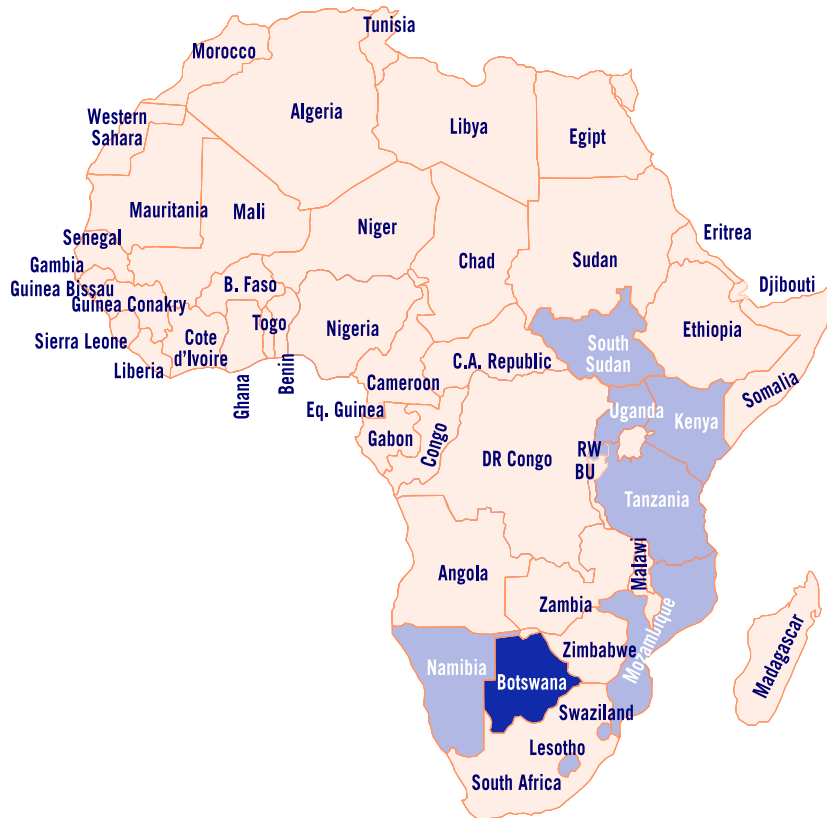 Tunisia
Morocco
Western
Sahara
Algeria
Libya
Egipt
Mauritania
Mali
Niger
Chad
Sudan
Eritrea
Senegal
Gambia
Guinea Bissau
Guinea Conakry
B. Faso
Djibouti
Sierra Leone
Liberia
Cote
d'Ivoire
Togo
Ghana
Benin
Nigeria
Ethiopia
South
Sudan
C.A. Republic
Cameroon
Somalia
Eq. Guinea
Uganda
Kenya
Gabon
Congo
DR Congo
RW
BU
Tanzania
Angola
Malawi
Zambia
Mozambique
Madagascar
Zimbabwe
Namibia
Botswana
Swaziland
Lesotho
South Africa